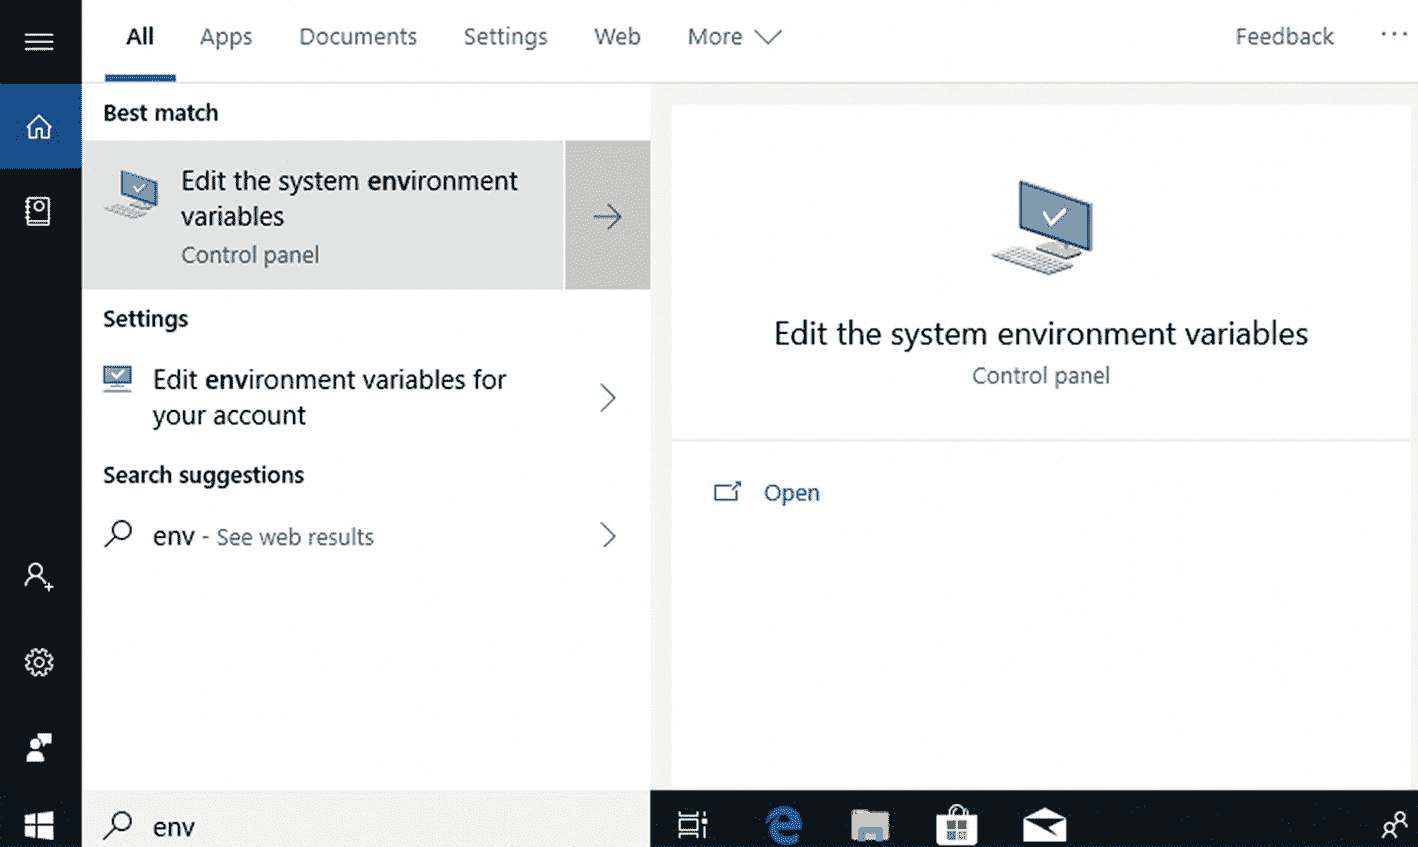 All Apps Documents Settings Web More Feedback ...
Best match
Edit the system environment
variables
Control panel
Settings
Edit environment variables for
your account
Search suggestions
env - See web results
Edit the system environment variables
Control panel
Open
env